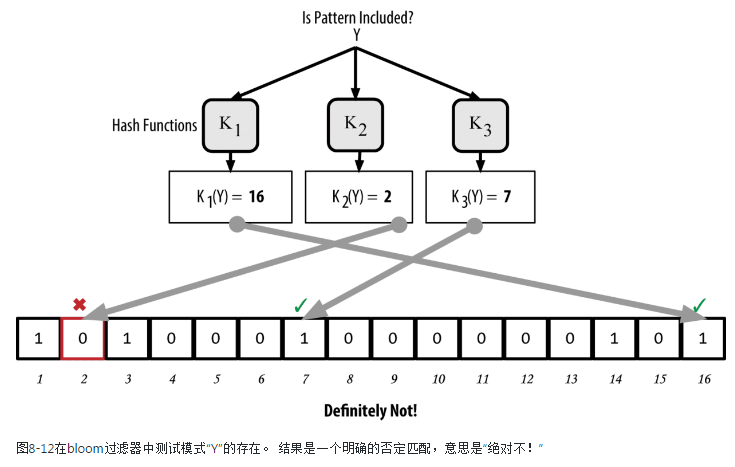 Is Pattern Included?
Y
Hash Functions K1 K2 K3
K1(Y) = 16 K2(Y) = 2 K3(Y) = 7
✖ ✓ ✓
1 0 1 0 0 0 1 0 0 0 0 0 0 1 0 1
1 2 3 4 5 6 7 8 9 10 11 12 13 14 15 16
Definitely Not!
图8-12在bloom过滤器中测试模式“Y”的存在。 结果是一个明确的否定匹配，意思是“绝对不！”